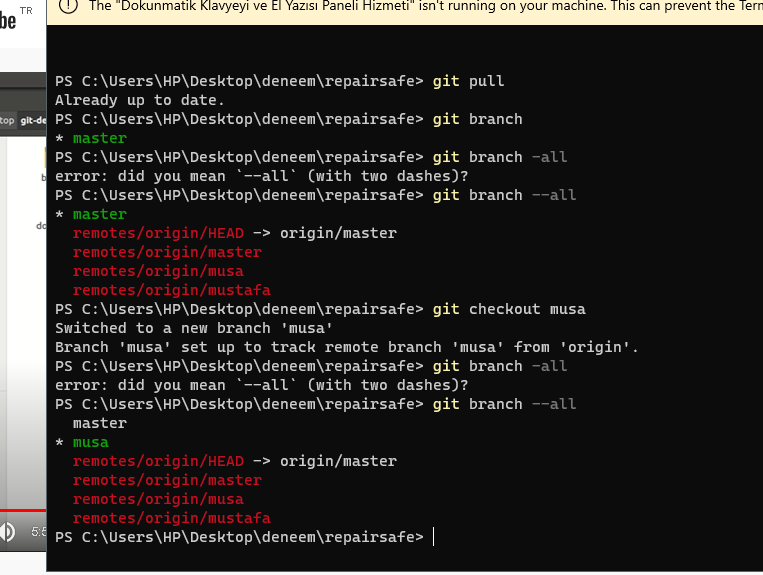 be TR
The "Dokunmatik Klavyeyi ve El Yazısı Paneli Hizmeti" isn't running on your machine. This can prevent the Term
PS C:\Users\HP\Desktop\deneem\repairsafe> git pull
Already up to date.
PS C:\Users\HP\Desktop\deneem\repairsafe> git branch
top git-de
* master
PS C:\Users\HP\Desktop\deneem\repairsafe> git branch -all
error: did you mean `--all` (with two dashes)?
PS C:\Users\HP\Desktop\deneem\repairsafe> git branch --all
* master
remotes/origin/HEAD -> origin/master
remotes/origin/master
remotes/origin/musa
remotes/origin/mustafa
PS C:\Users\HP\Desktop\deneem\repairsafe> git checkout musa
Switched to a new branch 'musa'
Branch 'musa' set up to track remote branch 'musa' from 'origin'.
PS C:\Users\HP\Desktop\deneem\repairsafe> git branch -all
error: did you mean `--all` (with two dashes)?
PS C:\Users\HP\Desktop\deneem\repairsafe> git branch --all
master
* musa
remotes/origin/HEAD -> origin/master
remotes/origin/master
remotes/origin/musa
remotes/origin/mustafa
PS C:\Users\HP\Desktop\deneem\repairsafe>